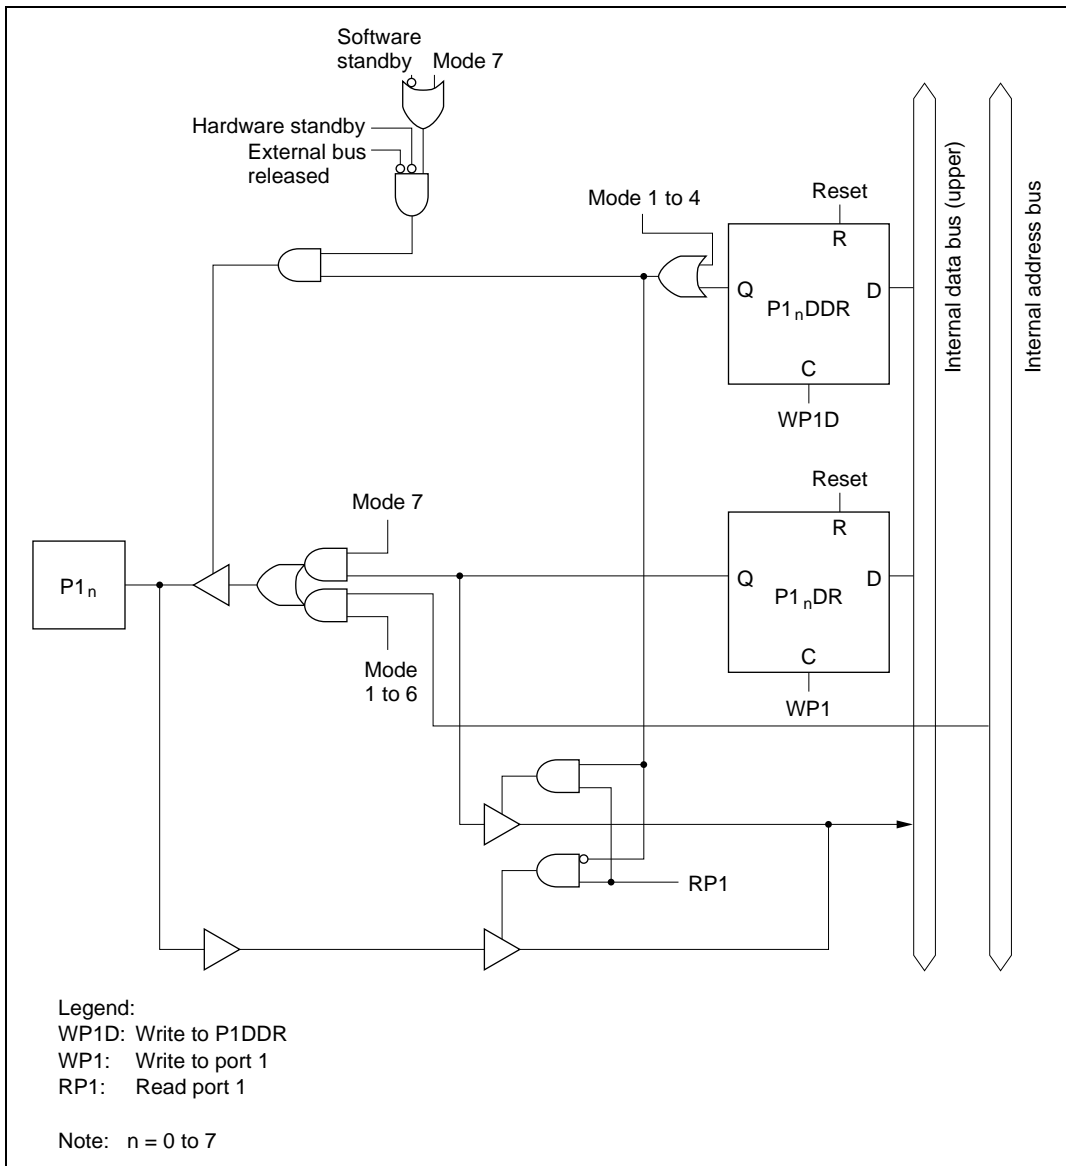 Software
standby
Mode 7
Hardware standby
External bus
released
Mode 1 to 4
Reset
R
Q
D
P1nDDR
C
WP1D
Internal data bus (upper)
Internal address bus
Reset
R
Mode 7
Q
D
P1nDR
C
WP1
P1n
Mode
1 to 6
RP1
Legend:
WP1D: Write to P1DDR
WP1: Write to port 1
RP1: Read port 1
Note: n = 0 to 7